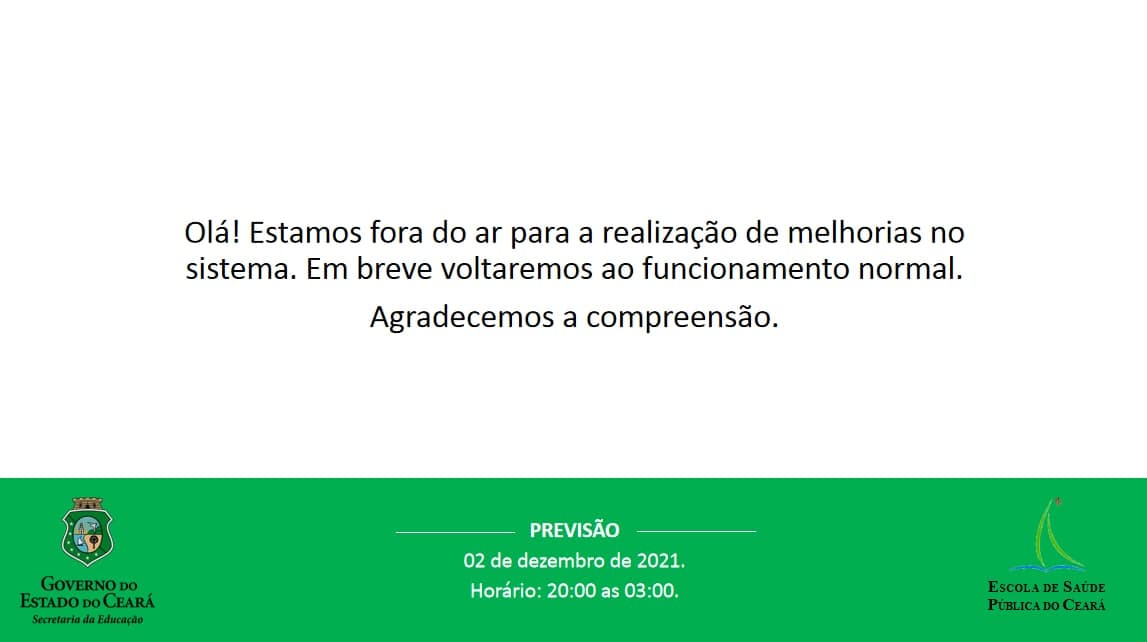 Olá! Estamos fora do ar para a realização de melhorias no
sistema. Em breve voltaremos ao funcionamento normal.
Agradecemos a compreensão.
PREVISÃO
02 de dezembro de 2021.
Horário: 20:00 as 03:00.
GOVERNO DO
ESTADO DO CEARÁ
Secretaria da Educação
ESCOLA DE SAÚDE
PÚBLICA DO CEARÁ